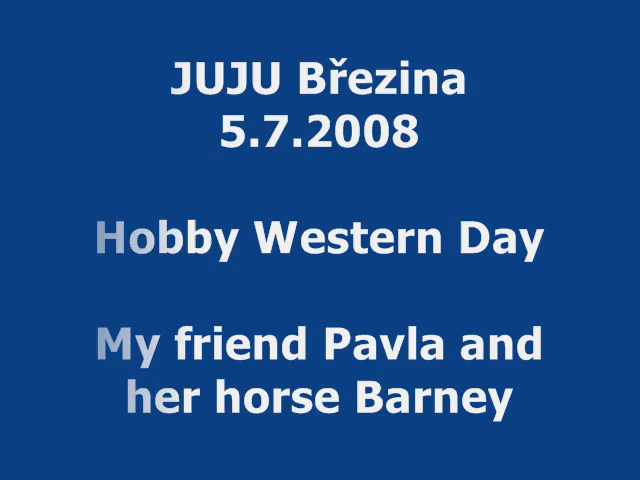 JUJU Březina
5.7.2008
Hobby Western Day
My friend Pavla and
her horse Barney